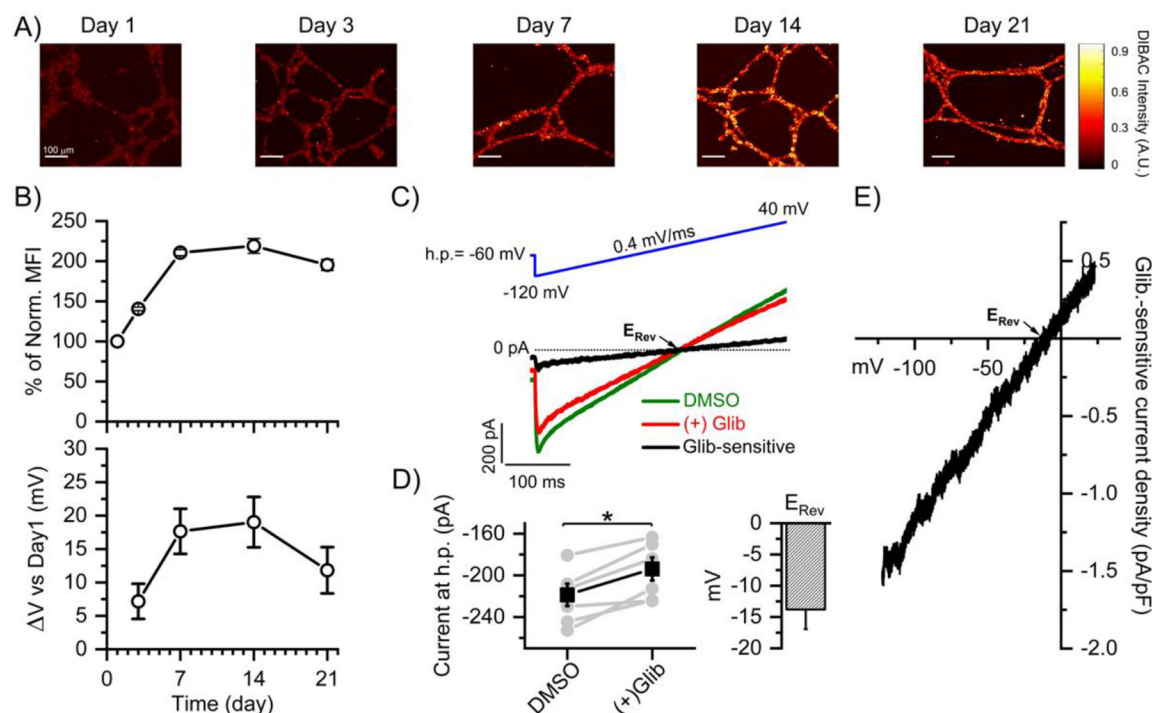 A)
Day 1
Day 3
Day 7
Day 14
Day 21
100 μm
0.9
0.6
0.3
0
DIBAC Intensity (A.U.)
B)
% of Norm. MFI
250
200
150
100
50
0
ΔV vs Day1 (mV)
25
20
15
10
5
0
0
7
14
21
Time (day)
C)
40 mV
0.4 mV/ms
h.p.= -60 mV
-120 mV
ERev
0 pA
DMSO
(+) Glib
Glib-sensitive
200 pA
100 ms
D)
Current at h.p. (pA)
-160
-200
-240
*
DMSO
(+)Glib
ERev
mV
0
-5
-10
-15
-20
E)
0.5
ERev
mV
-100
-50
-0.5
-1.0
-1.5
-2.0
Glib.-sensitive current
density (pA/pF)